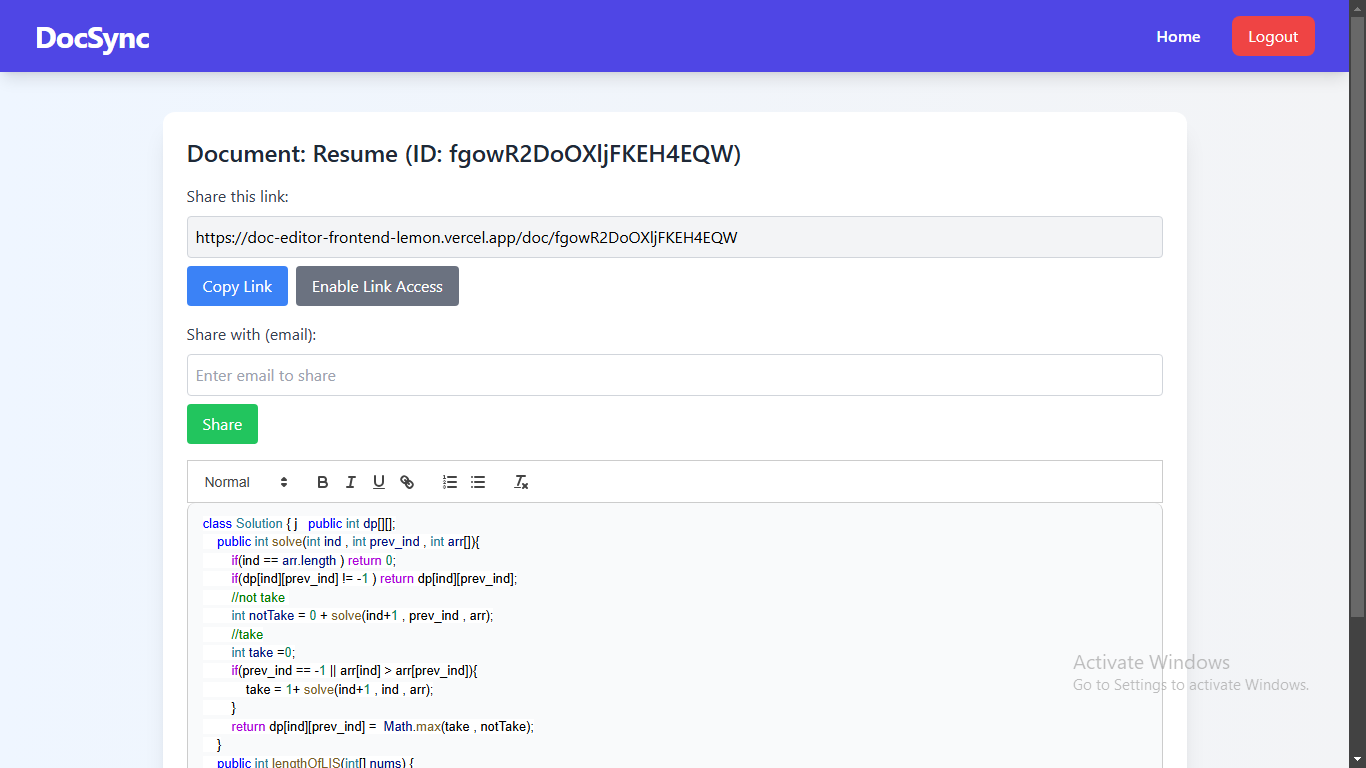 DocSync
Home
Logout
Document: Resume (ID: fgowR2DoOXljFKEH4EQW)
Share this link:
https://doc-editor-frontend-lemon.vercel.app/doc/fgowR2DoOXljFKEH4EQW
Copy Link
Enable Link Access
Share with (email):
Enter email to share
Share
Normal
class Solution { j   public int dp[][];
    public int solve(int ind , int prev_ind , int arr[]){
        if(ind == arr.length ) return 0;
        if(dp[ind][prev_ind] != -1 ) return dp[ind][prev_ind];
        //not take
        int notTake = 0 + solve(ind+1 , prev_ind , arr);
        //take
        int take =0;
        if(prev_ind == -1 || arr[ind] > arr[prev_ind]){
            take = 1+ solve(ind+1 , ind , arr);
        }
        return dp[ind][prev_ind] =  Math.max(take , notTake);
    }
    public int lengthOfLIS(int[] nums) {
Activate Windows
Go to Settings to activate Windows.